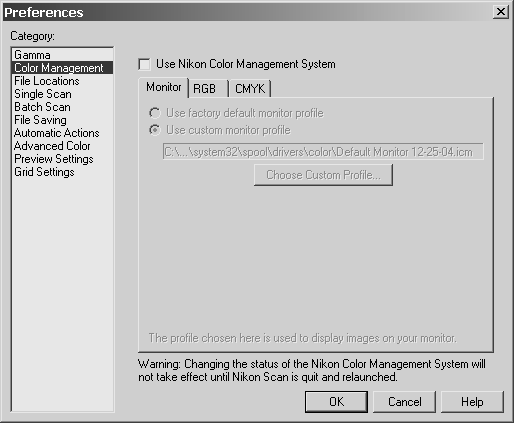 Preferences
Category:
Gamma
Color Management
File Locations
Single Scan
Batch Scan
File Saving
Automatic Actions
Advanced Color
Preview Settings
Grid Settings
Use Nikon Color Management System
Monitor RGB CMYK
Use factory default monitor profile
Use custom monitor profile
C:\...\system32\spool\drivers\color\Default Monitor 12-25-04.icm
Choose Custom Profile...
The profile chosen here is used to display images on your monitor.
Warning: Changing the status of the Nikon Color Management System will
not take effect until Nikon Scan is quit and relaunched.
OK Cancel Help